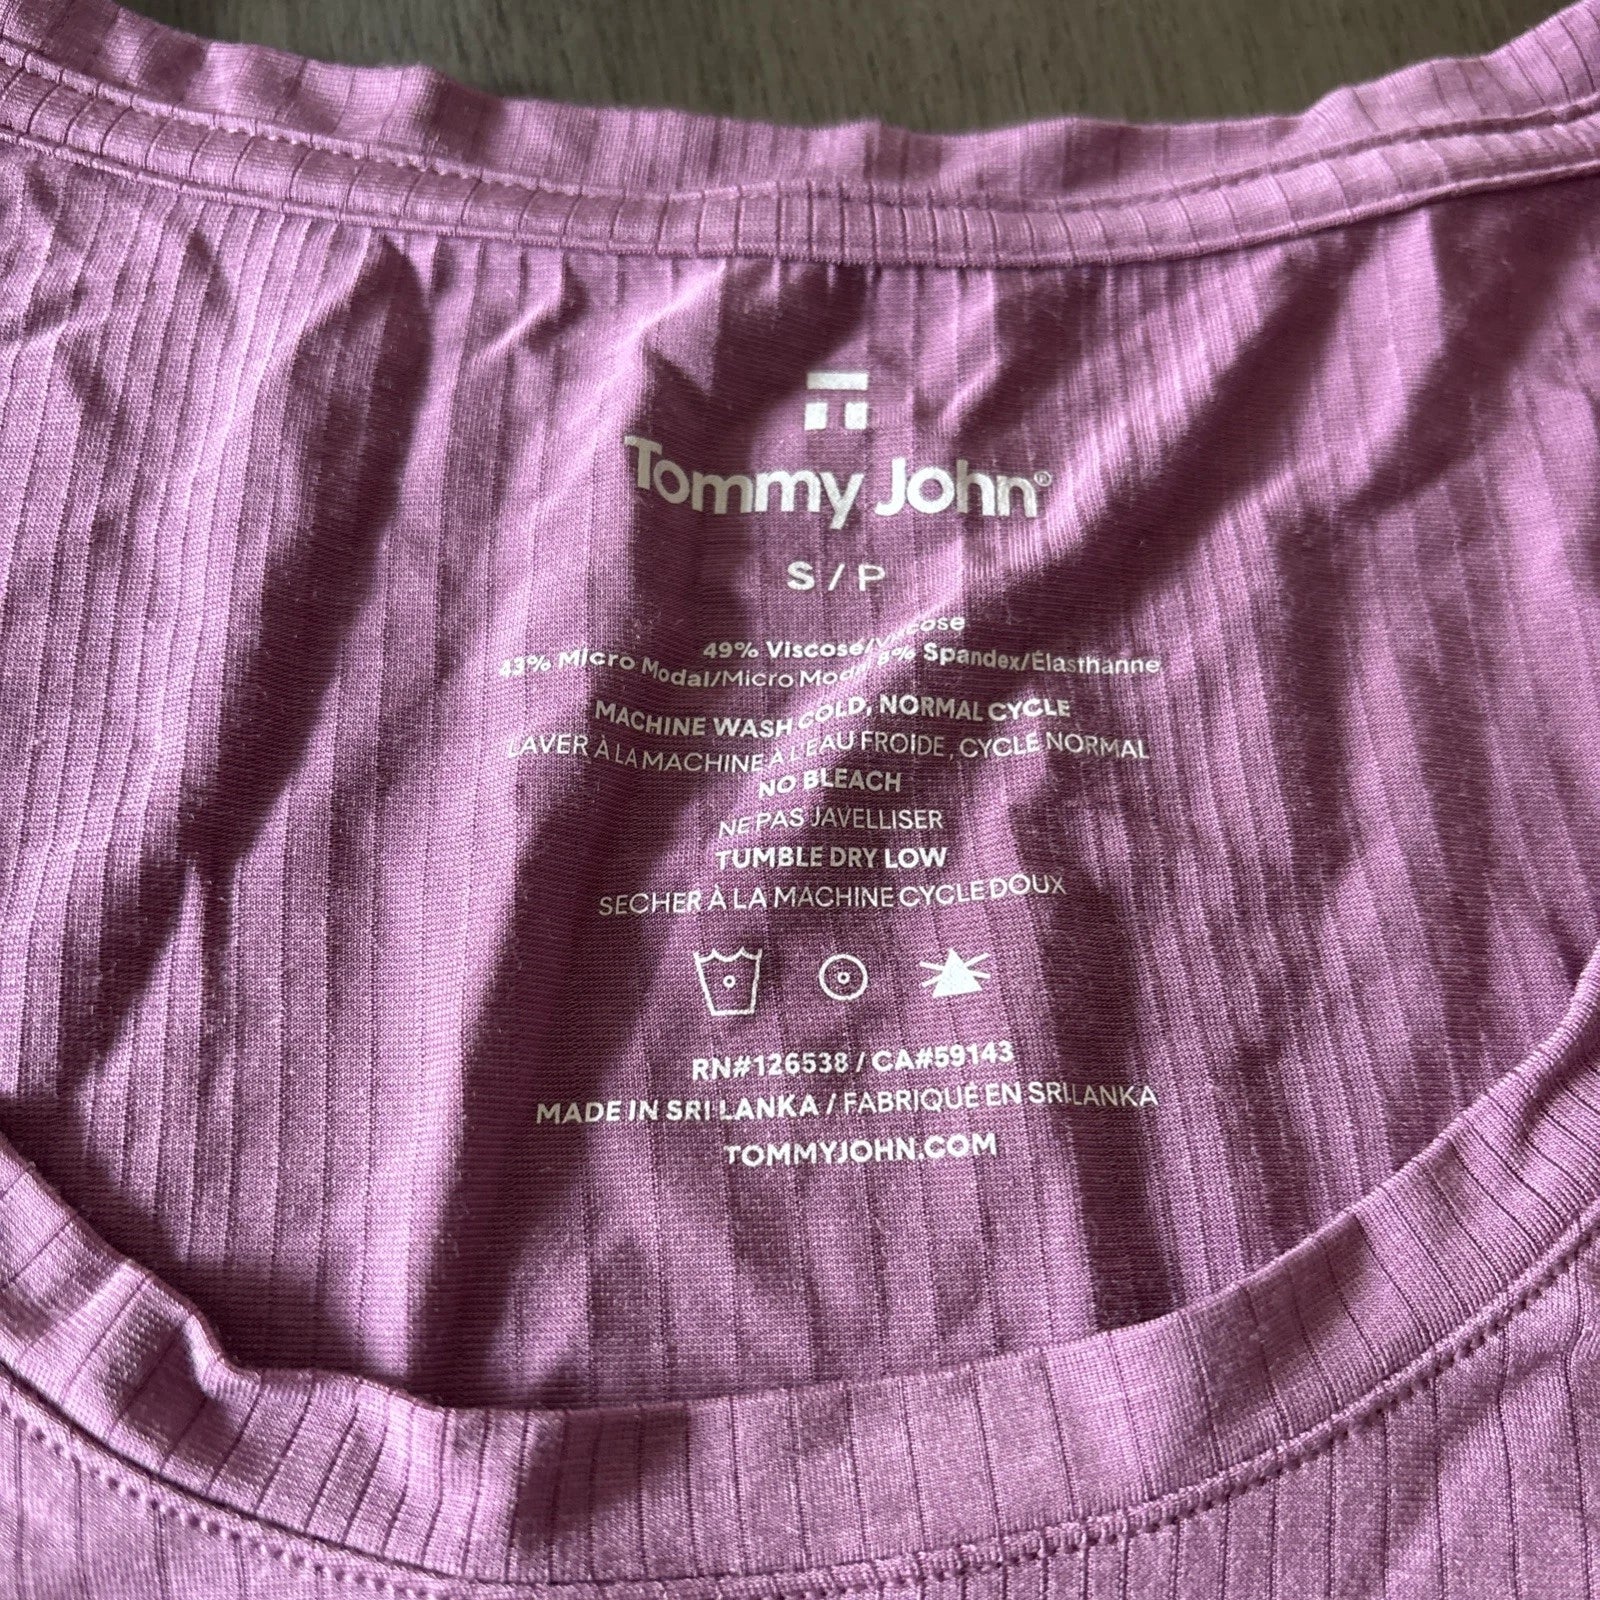 Tommy John®
S / P
49% Viscose/Viscose
43% Micro Modal/Micro Modal 8% Spandex/Élasthanne
MACHINE WASH COLD, NORMAL CYCLE
LAVER À LA MACHINE À L'EAU FROIDE, CYCLE NORMAL
NO BLEACH
NE PAS JAVELLISER
TUMBLE DRY LOW
SECHER À LA MACHINE CYCLE DOUX
RN#126538 / CA#59143
MADE IN SRI LANKA / FABRIQUÉ EN SRI LANKA
TOMMYJOHN.COM